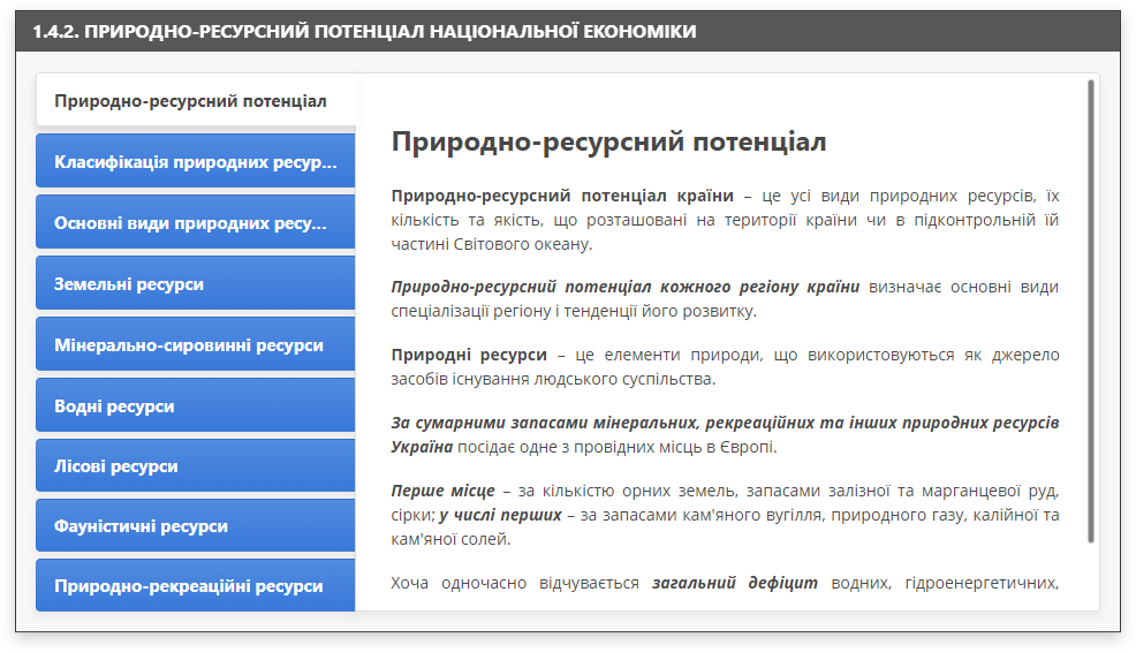 1.4.2. ПРИРОДНО-РЕСУРСНИЙ ПОТЕНЦІАЛ НАЦІОНАЛЬНОЇ ЕКОНОМІКИ
Природно-ресурсний потенціал
Класифікація природних ресур...
Основні види природних ресу...
Земельні ресурси
Мінерально-сировинні ресурси
Водні ресурси
Лісові ресурси
Фауністичні ресурси
Природно-рекреаційні ресурси
Природно-ресурсний потенціал
Природно-ресурсний потенціал країни – це усі види природних ресурсів, їх
кількість та якість, що розташовані на території країни чи в підконтрольній їй
частині Світового океану.
Природно-ресурсний потенціал кожного регіону країни визначає основні види
спеціалізації регіону і тенденції його розвитку.
Природні ресурси – це елементи природи, що використовуються як джерело
засобів існування людського суспільства.
За сумарними запасами мінеральних, рекреаційних та інших природних ресурсів
Україна посідає одне з провідних місць в Європі.
Перше місце – за кількістю орних земель, запасами залізної та марганцевої руд,
сірки; у числі перших – за запасами кам'яного вугілля, природного газу, калійної та
кам'яної солей.
Хоча одночасно відчувається загальний дефіцит водних, гідроенергетичних,